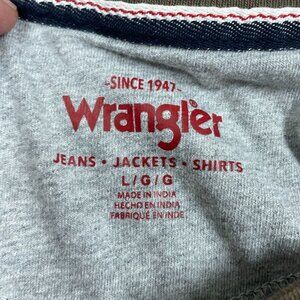 -SINCE 1947-
Wrangler
JEANS • JACKETS • SHIRTS
L/G/G
MADE IN INDIA
HECHO EN INDIA
FABRIQUÉ EN INDE